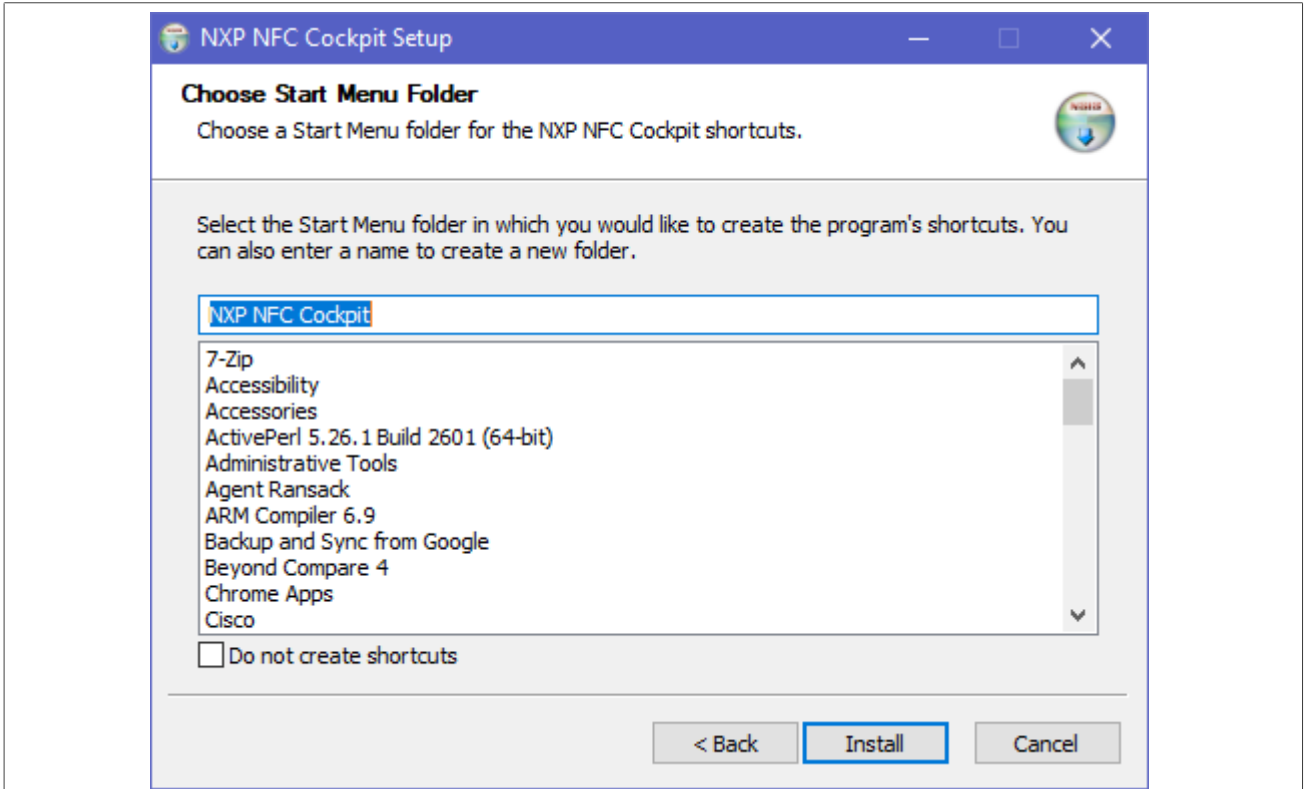 NXP NFC Cockpit Setup
Choose Start Menu Folder
Choose a Start Menu folder for the NXP NFC Cockpit shortcuts.
Select the Start Menu folder in which you would like to create the program's shortcuts. You
can also enter a name to create a new folder.
NXP NFC Cockpit
7-Zip
Accessibility
Accessories
ActivePerl 5.26.1 Build 2601 (64-bit)
Administrative Tools
Agent Ransack
ARM Compiler 6.9
Backup and Sync from Google
Beyond Compare 4
Chrome Apps
Cisco
Do not create shortcuts
< Back
Install
Cancel